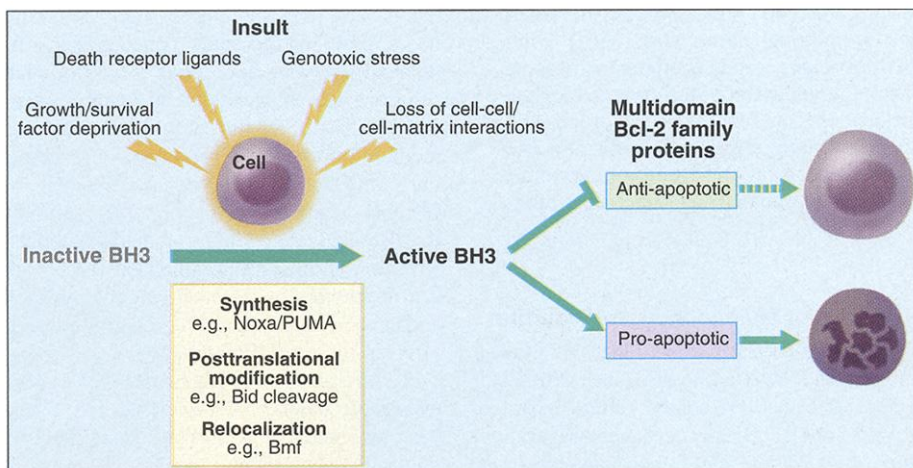 Insult
Death receptor ligands
Genotoxic stress
Growth/survival
factor deprivation
Loss of cell-cell/
cell-matrix interactions
Cell
Multidomain
Bcl-2 family
proteins
Anti-apoptotic
Inactive BH3
Active BH3
Pro-apoptotic
Synthesis
e.g., Noxa/PUMA
Posttranslational
modification
e.g., Bid cleavage
Relocalization
e.g., Bmf